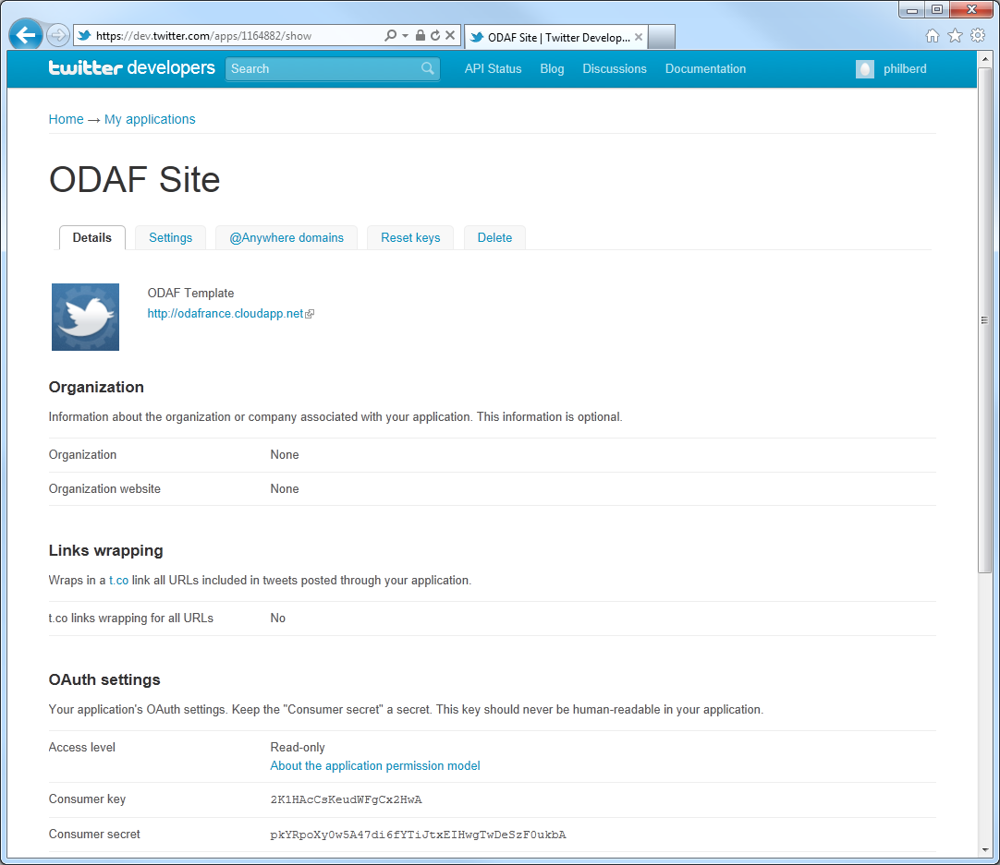 https://dev.twitter.com/apps/1164882/show
ODAF Site | Twitter Develop...
twitter developers
Search
API Status
Blog
Discussions
Documentation
philberd
Home → My applications
ODAF Site
Details
Settings
@Anywhere domains
Reset keys
Delete
ODAF Template
http://odafrance.cloudapp.net
Organization
Information about the organization or company associated with your application. This information is optional.
Organization
None
Organization website
None
Links wrapping
Wraps in a t.co link all URLs included in tweets posted through your application.
t.co links wrapping for all URLs
No
OAuth settings
Your application's OAuth settings. Keep the "Consumer secret" a secret. This key should never be human-readable in your application.
Access level
Read-only
About the application permission model
Consumer key
2K1HAcCsKeudWFgCx2HwA
Consumer secret
pkYRpoXy0w5A47di6fYTiJtxEIHwgTwDeSzF0ukbA